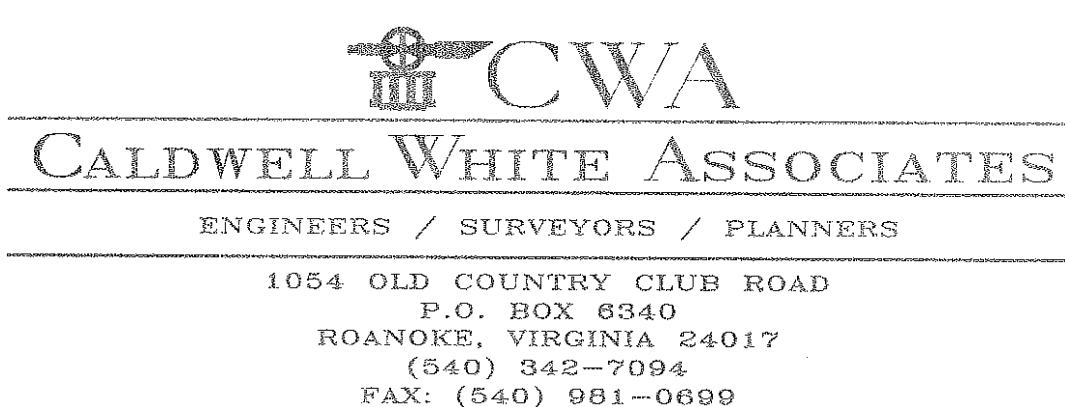 CWA
CALDWELL WHITE ASSOCIATES
ENGINEERS / SURVEYORS / PLANNERS
1054 OLD COUNTRY CLUB ROAD
P.O. BOX 6340
ROANOKE, VIRGINIA 24017
(540) 342-7094
FAX: (540) 981-0699